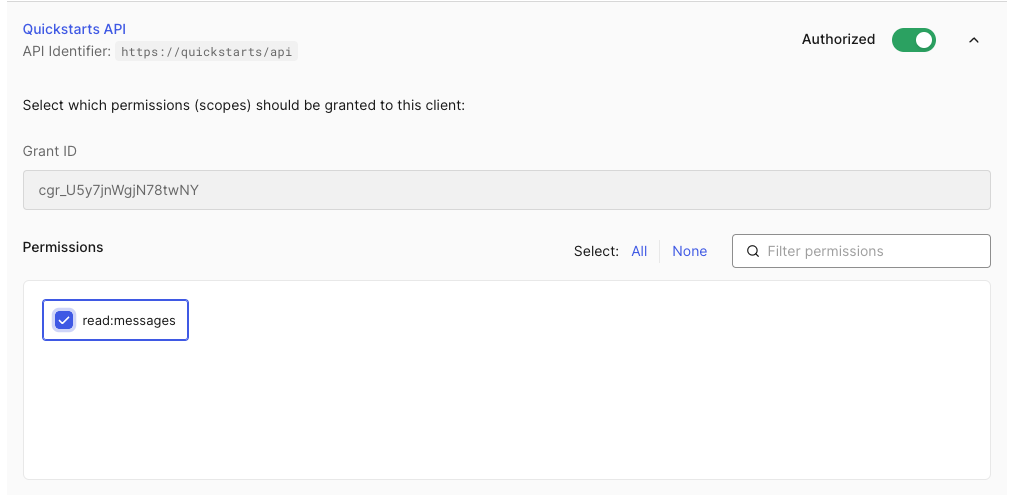 Quickstarts API
API Identifier: https://quickstarts/api
Authorized
Select which permissions (scopes) should be granted to this client:
Grant ID
cgr_U5y7jnWgjN78twNY
Permissions
Select: All None
Filter permissions
read:messages